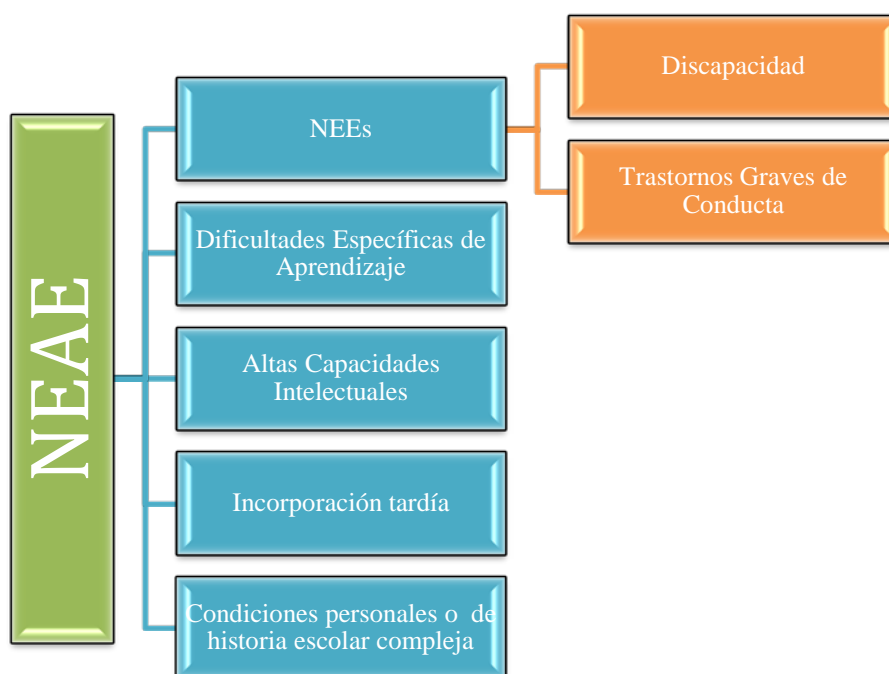 NEAE
NEEs
Dificultades Específicas de
Aprendizaje
Altas Capacidades
Intelectuales
Incorporación tardía
Condiciones personales o de
historia escolar compleja
Discapacidad
Trastornos Graves de
Conducta